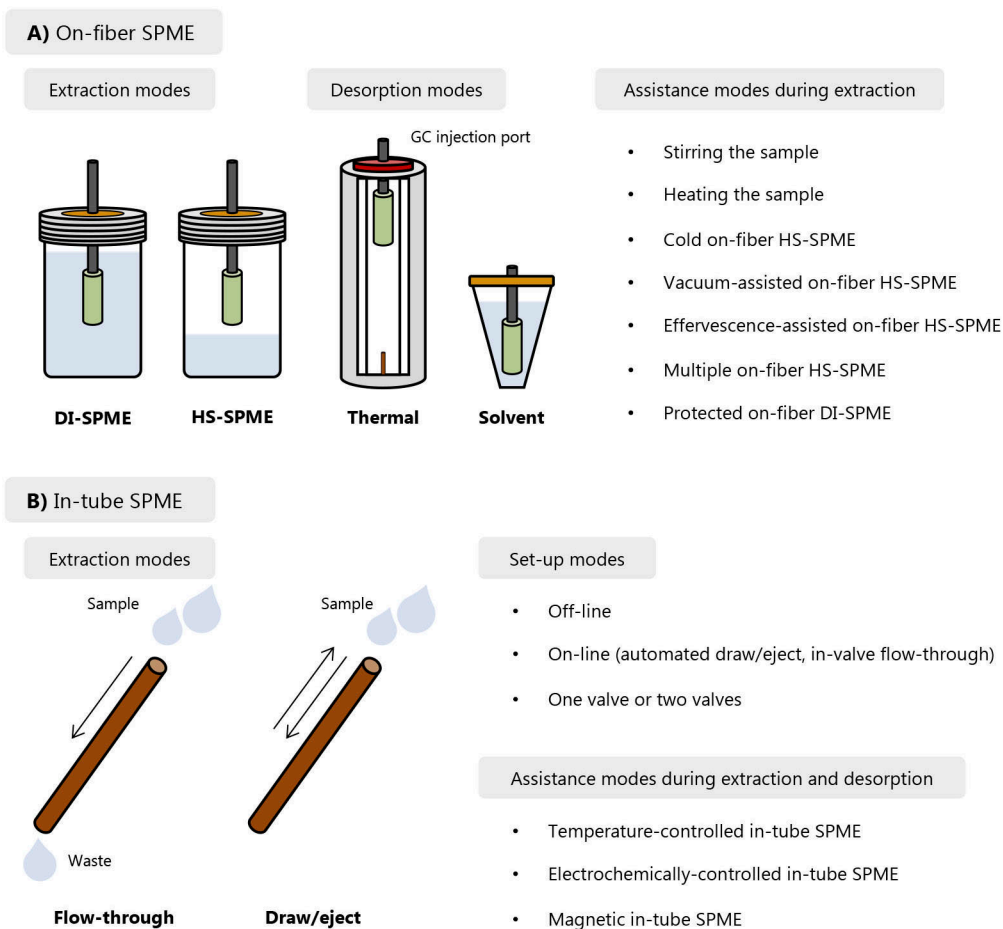 A) On-fiber SPME
Extraction modes
Desorption modes
Assistance modes during extraction
GC injection port
DI-SPME
HS-SPME
Thermal
Solvent
• Stirring the sample
• Heating the sample
• Cold on-fiber HS-SPME
• Vacuum-assisted on-fiber HS-SPME
• Effervescence-assisted on-fiber HS-SPME
• Multiple on-fiber HS-SPME
• Protected on-fiber DI-SPME
B) In-tube SPME
Extraction modes
Sample
Waste
Flow-through
Sample
Draw/eject
Set-up modes
• Off-line
• On-line (automated draw/eject, in-valve flow-through)
• One valve or two valves
Assistance modes during extraction and desorption
• Temperature-controlled in-tube SPME
• Electrochemically-controlled in-tube SPME
• Magnetic in-tube SPME